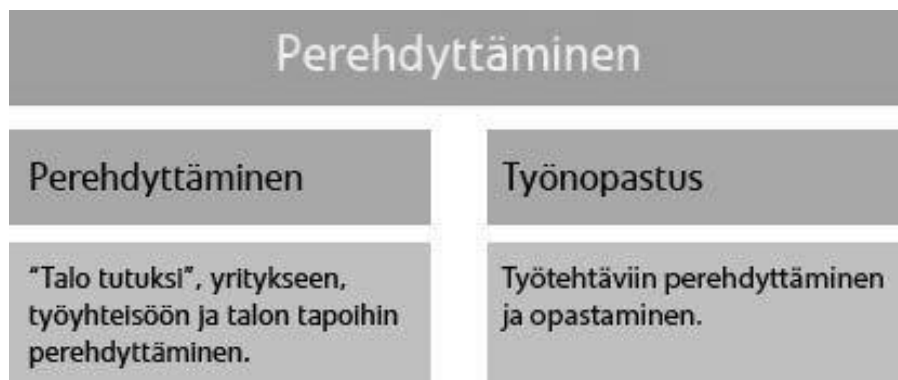 Perehdyttäminen
Perehdyttäminen
"Talo tutuksi", yritykseen,
työyhteisöön ja talon tapoihin
perehdyttäminen.
Työnopastus
Työtehtäviin perehdyttäminen
ja opastaminen.